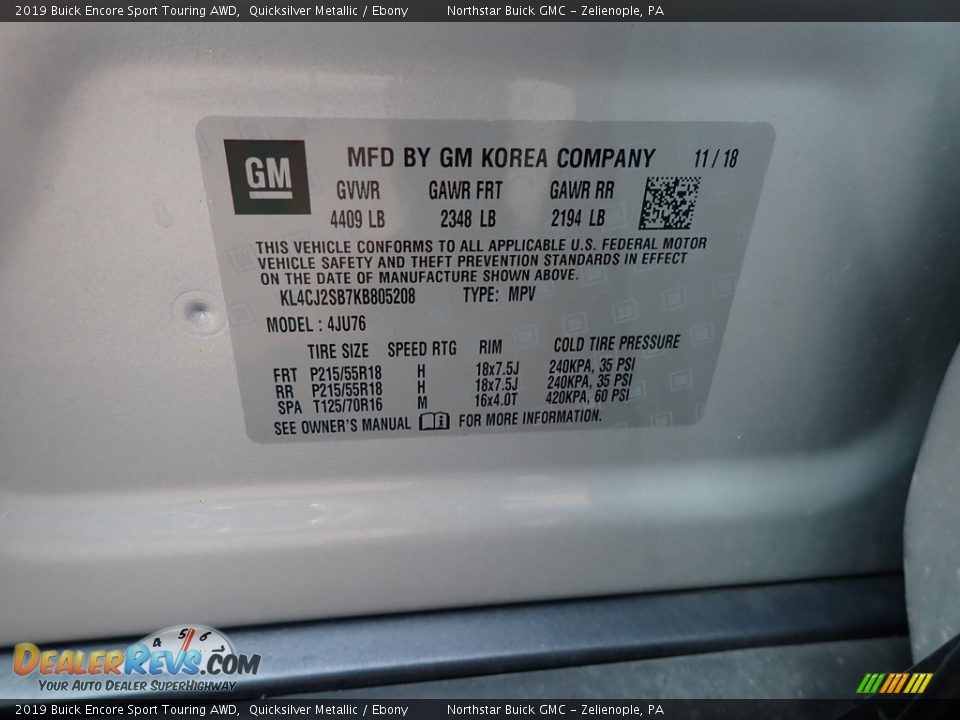 2019 Buick Encore Sport Touring AWD,  Quicksilver Metallic / Ebony        Northstar Buick GMC - Zelienople, PA
GM
MFD BY GM KOREA COMPANY 11 / 18
GVWR GAWR FRT GAWR RR
4409 LB 2348 LB 2194 LB
THIS VEHICLE CONFORMS TO ALL APPLICABLE U.S. FEDERAL MOTOR
VEHICLE SAFETY AND THEFT PREVENTION STANDARDS IN EFFECT
ON THE DATE OF MANUFACTURE SHOWN ABOVE.
KL4CJ2SB7KB805208 TYPE: MPV
MODEL : 4JU76
TIRE SIZE SPEED RTG RIM COLD TIRE PRESSURE
FRT P215/55R18 H 18x7.5J 240KPA, 35 PSI
RR P215/55R18 H 18x7.5J 240KPA, 35 PSI
SPA T125/70R16 M 16x4.0T 420KPA, 60 PSI
SEE OWNER'S MANUAL i FOR MORE INFORMATION.
4 5 6
DEALERREVS.COM
YOUR AUTO DEALER SUPERHIGHWAY
2019 Buick Encore Sport Touring AWD,  Quicksilver Metallic / Ebony        Northstar Buick GMC - Zelienople, PA